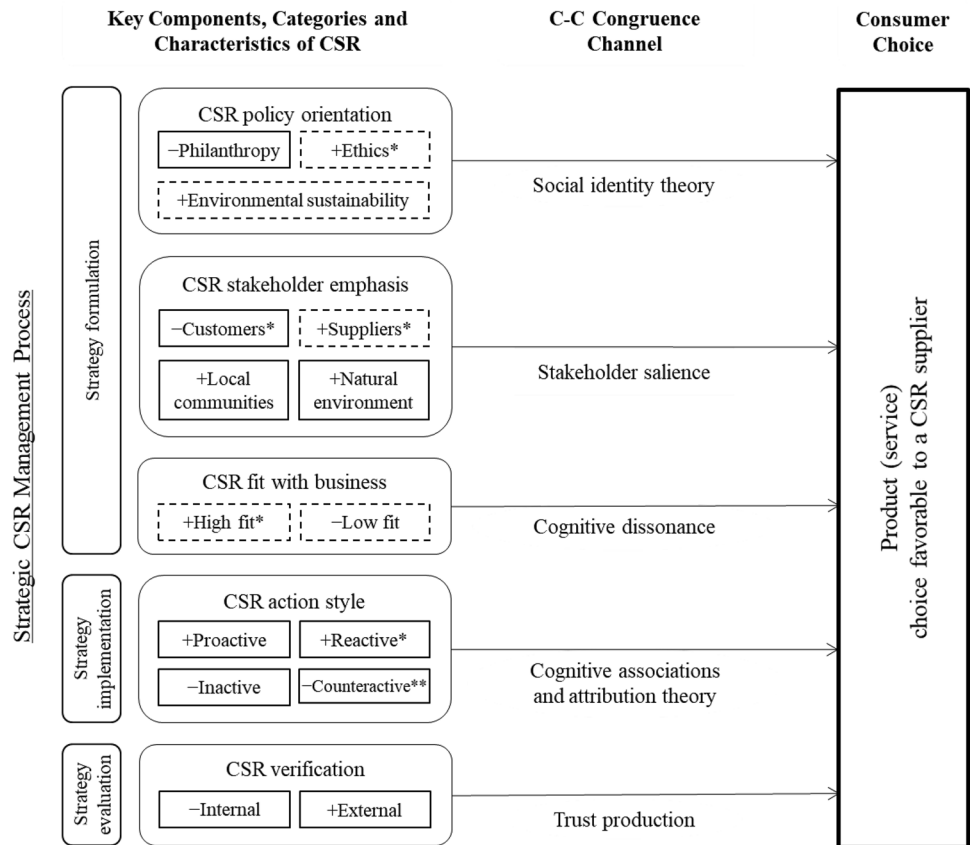 Key Components, Categories and
Characteristics of CSR
C-C Congruence
Channel
Consumer
Choice
Strategic CSR Management Process
Strategy formulation
CSR policy orientation
−Philanthropy
+Ethics*
+Environmental sustainability
Social identity theory
CSR stakeholder emphasis
−Customers*
+Suppliers*
+Local
communities
+Natural
environment
Stakeholder salience
CSR fit with business
+High fit*
−Low fit
Cognitive dissonance
Strategy
implementation
CSR action style
+Proactive
+Reactive*
−Inactive
−Counteractive**
Cognitive associations
and attribution theory
Strategy
evaluation
CSR verification
−Internal
+External
Trust production
Product (service)
choice favorable to a CSR supplier